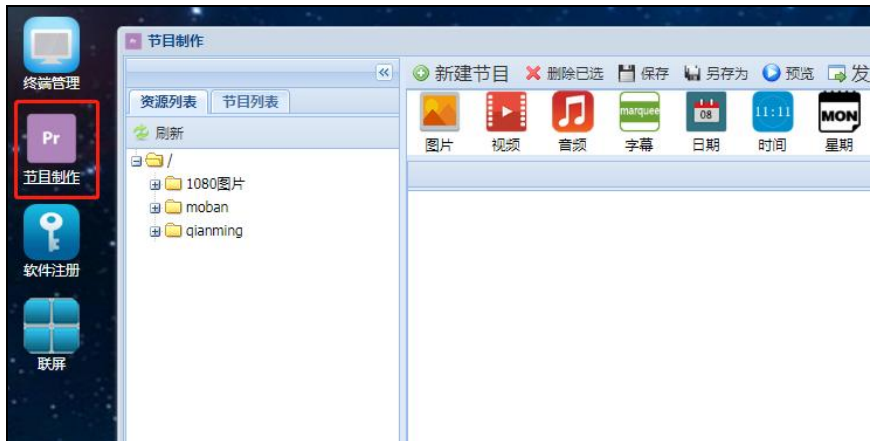 终端管理
Pr
节目制作
软件注册
联屏
节目制作
资源列表 节目列表
刷新
/
1080图片
moban
qianming
新建节目 删除已选 保存 另存为 预览 发
marquee 08 11:11 MON
图片 视频 音频 字幕 日期 时间 星期